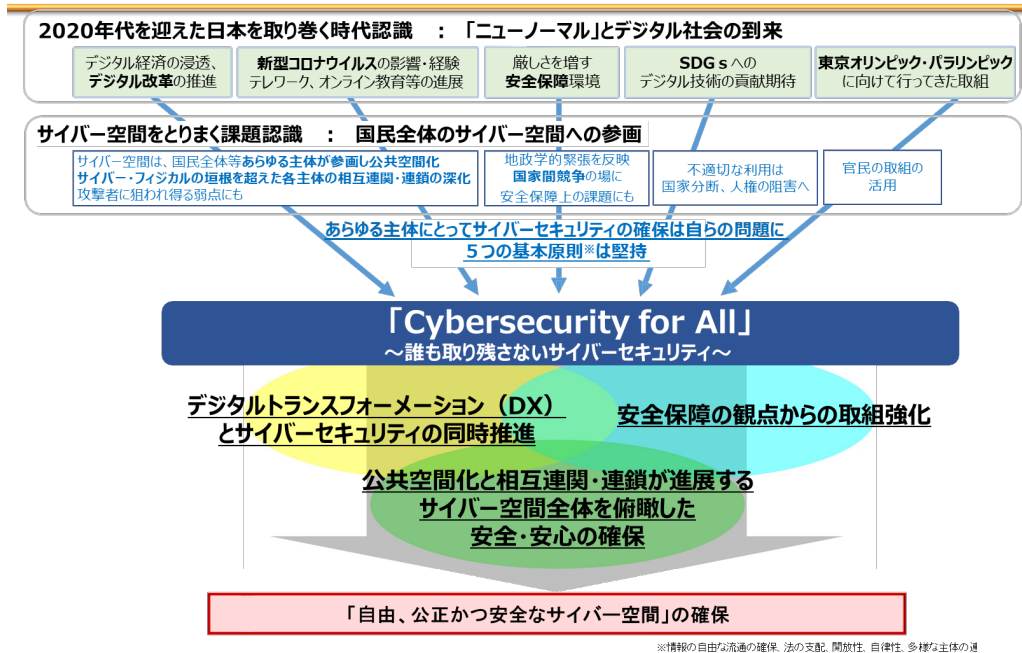 2020年代を迎えた日本を取り巻く時代認識 ： 「ニューノーマル」とデジタル社会の到来
デジタル経済の浸透、
デジタル改革の推進
新型コロナウイルスの影響・経験
テレワーク、オンライン教育等の進展
厳しさを増す
安全保障環境
SDGｓへの
デジタル技術の貢献期待
東京オリンピック・パラリンピック
に向けて行ってきた取組
サイバー空間をとりまく課題認識 ： 国民全体のサイバー空間への参画
サイバー空間は、国民全体等あらゆる主体が参画し公共空間化
サイバー・フィジカルの垣根を超えた各主体の相互連関・連鎖の深化
攻撃者に狙われ得る弱点にも
地政学的緊張を反映
国家間競争の場に
安全保障上の課題にも
不適切な利用は
国家分断、人権の阻害へ
官民の取組の
活用
あらゆる主体にとってサイバーセキュリティの確保は自らの問題に
５つの基本原則※は堅持
「Cybersecurity for All」
～誰も取り残さないサイバーセキュリティ～
デジタルトランスフォーメーション（DX）
とサイバーセキュリティの同時推進
安全保障の観点からの取組強化
公共空間化と相互連関・連鎖が進展する
サイバー空間全体を俯瞰した
安全・安心の確保
「自由、公正かつ安全なサイバー空間」の確保
※情報の自由な流通の確保、法の支配、開放性、自律性、多様な主体の